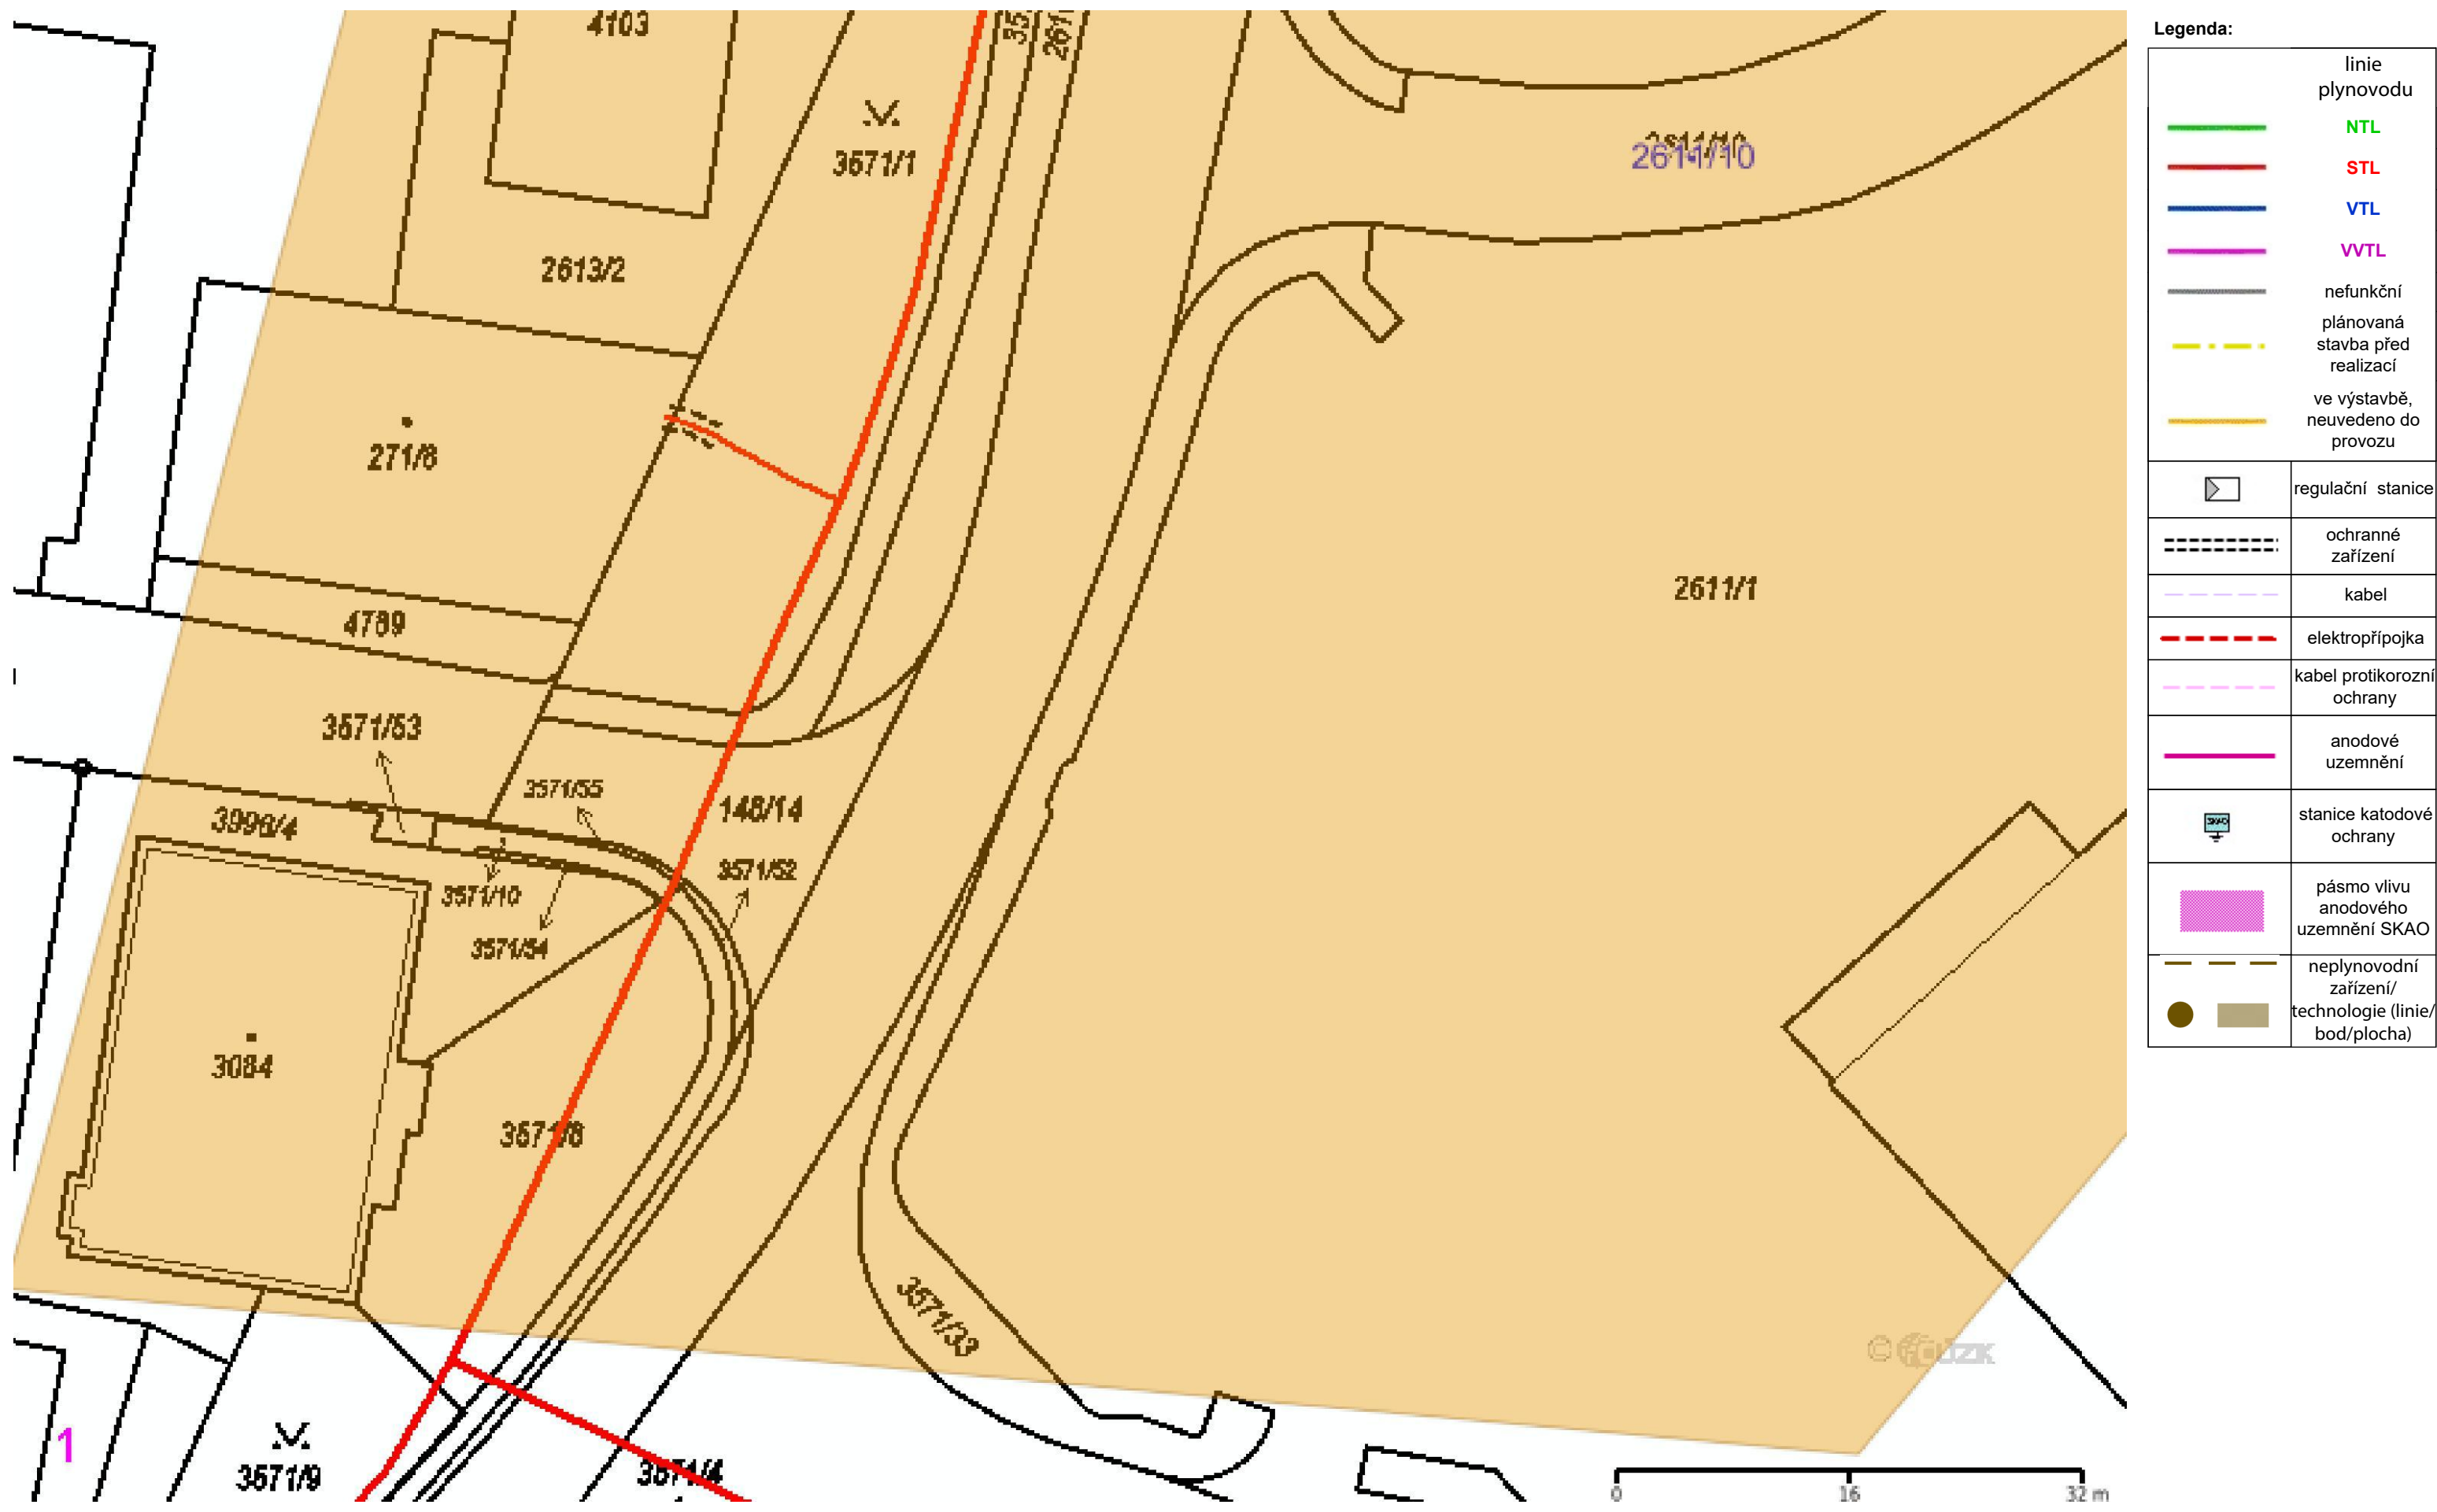 4103
261
3571/1
2611/10
2613/2
271/8
2611/1
4789
3571/53
3571/55
148/14
3996/4
3571/52
3571/10
3571/54
3084
3571/8
3571/33
1
3571/9
3571/4
0 16 32 m
Legenda:
linie
plynovodu
NTL
STL
VTL
VVTL
nefunkční
plánovaná
stavba před
realizací
ve výstavbě,
neuvedeno do
provozu
regulační stanice
ochranné
zařízení
kabel
elektropřípojka
kabel protikorozní
ochrany
anodové
uzemnění
SKAO
stanice katodové
ochrany
pásmo vlivu
anodového
uzemnění SKAO
neplynovodní
zařízení/
technologie (linie/
bod/plocha)